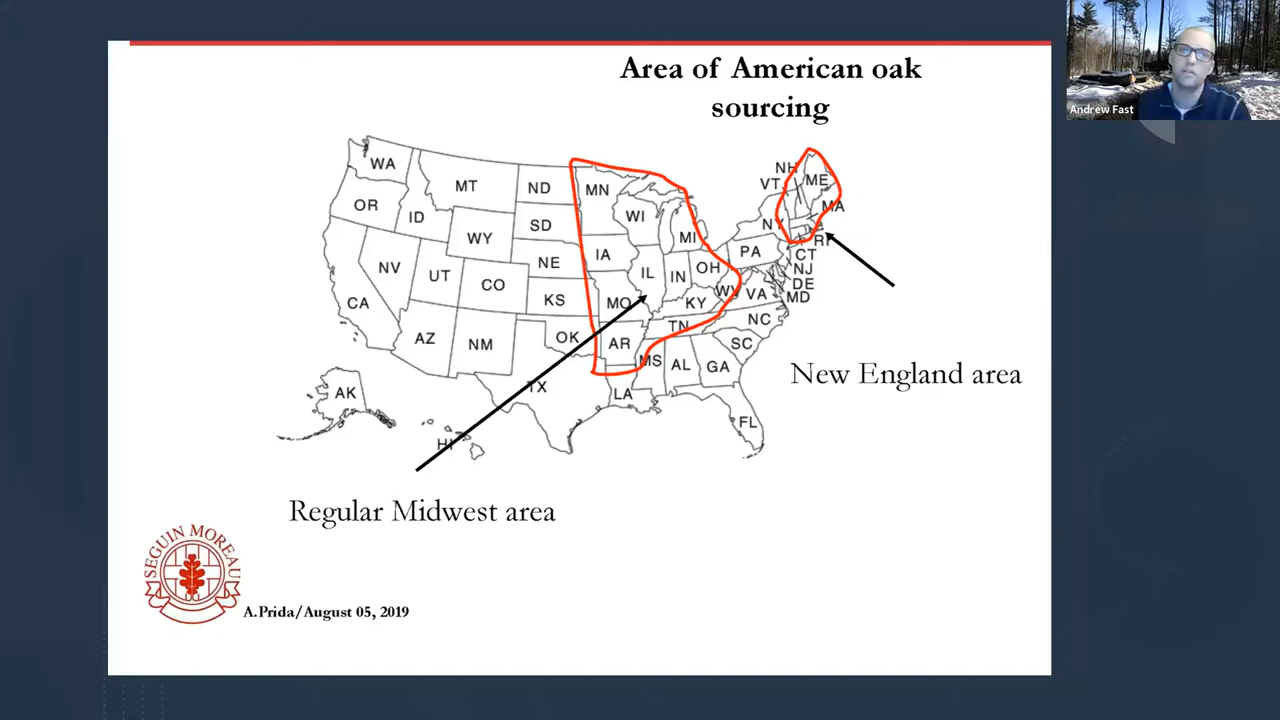 Andrew Fast
Area of American oak
sourcing
WA
MT
ND
MN
NH
VT
ME
OR
ID
SD
WI
MI
NY
MA
WY
RI
NV
UT
CO
NE
IA
IL
IN
OH
PA
CT
NJ
DE
MD
CA
KS
MO
WV
VA
KY
AZ
NM
OK
AR
TN
NC
SC
MS
AL
GA
TX
LA
FL
AK
HI
New England area
Regular Midwest area
SEGUIN MOREAU
A.Prida/August 05, 2019